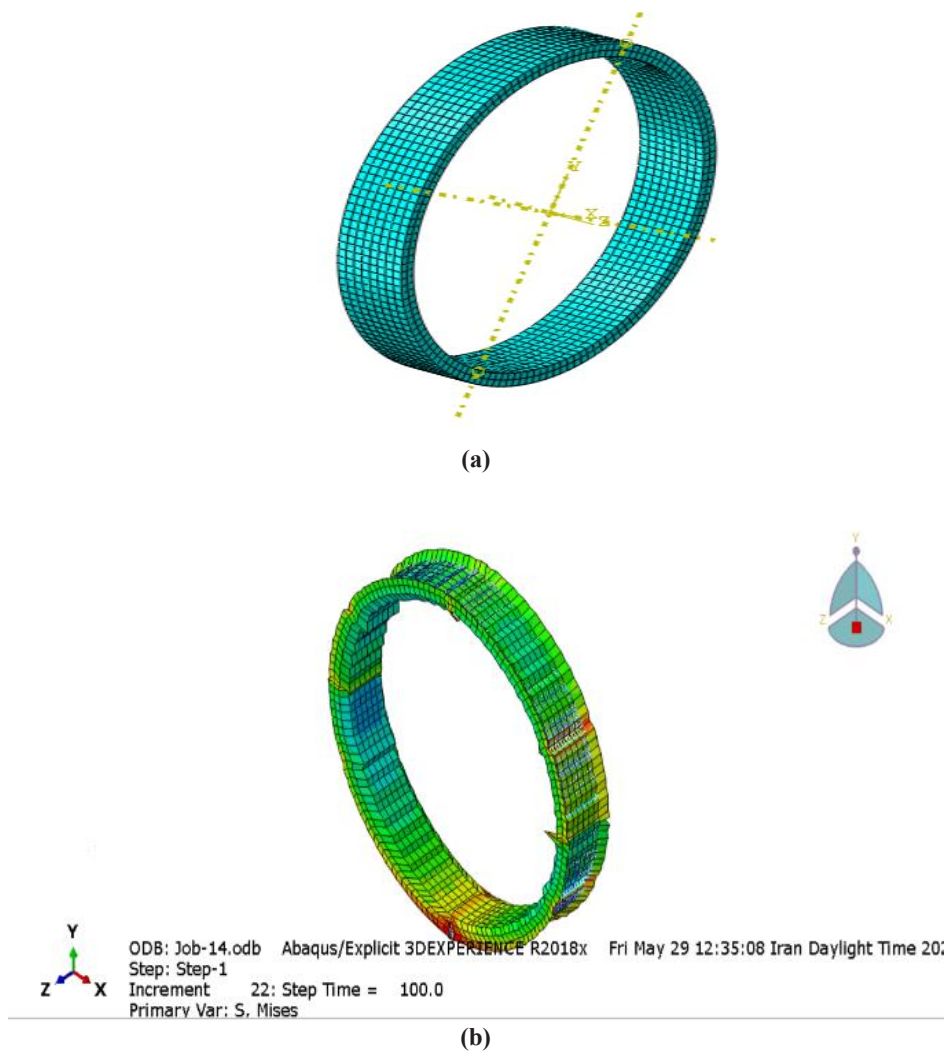 Y
X
Z
(a)
Y
Z X
Y
Z X
ODB: Job-14.odb Abaqus/Explicit 3DEXPERIENCE R2018x Fri May 29 12:35:08 Iran Daylight Time 202
Step: Step-1
Increment 22: Step Time = 100.0
Primary Var: S, Mises
(b)